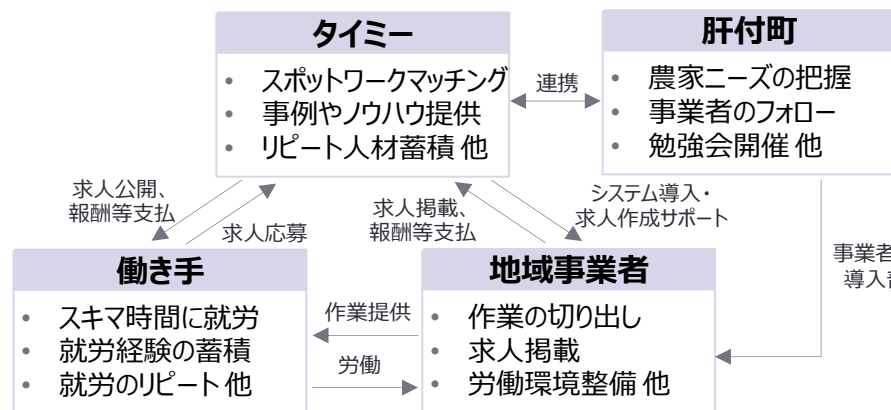 タイミー
• スポットワークマッチング
• 事例やノウハウ提供
• リピート人材蓄積 他
連携
肝付町
• 農家ニーズの把握
• 事業者のフォロー
• 勉強会開催 他
求人公開、
報酬等支払
求人応募
求人掲載、
報酬等支払
システム導入・
求人作成サポート
事業者
導入
働き手
• スキマ時間に就労
• 就労経験の蓄積
• 就労のリピート 他
作業提供
労働
地域事業者
• 作業の切り出し
• 求人掲載
• 労働環境整備 他